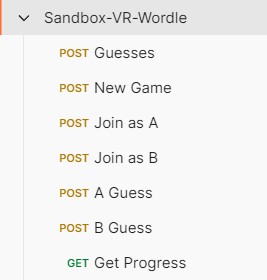 Sandbox-VR-Wordle
POST Guesses
POST New Game
POST Join as A
POST Join as B
POST A Guess
POST B Guess
GET Get Progress